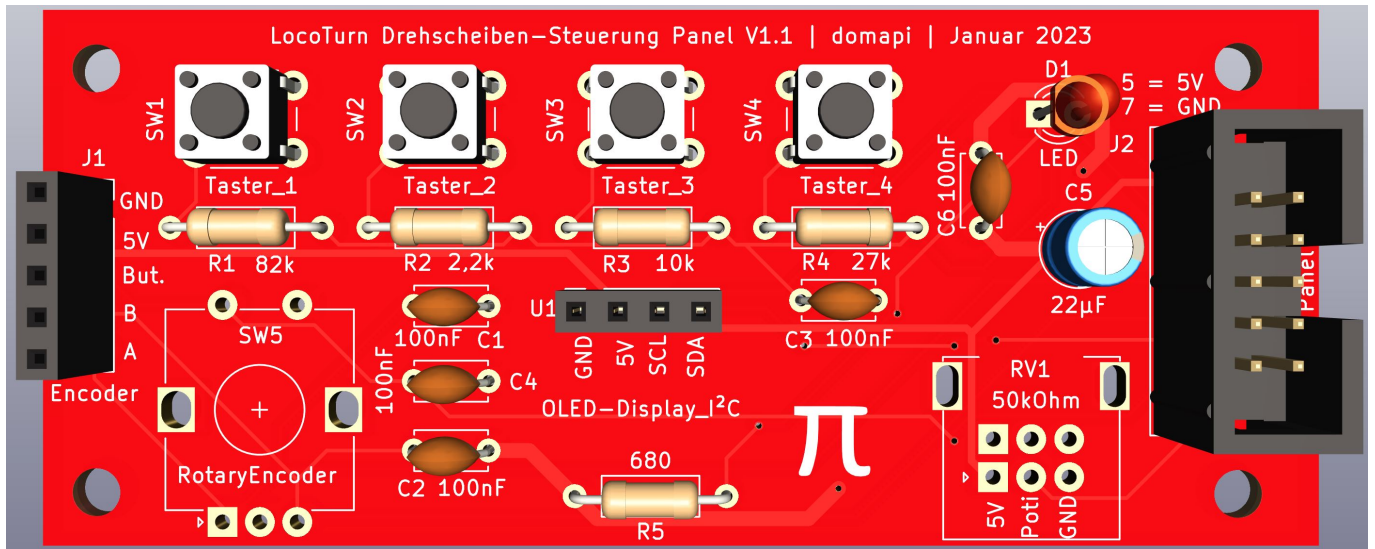 LocoTurn Drehscheiben-Steuerung Panel V1.1 | domapi | Januar 2023
SW1
SW2
SW3
SW4
D1
5 = 5V
7 = GND
LED
J2
J1
Taster_1
Taster_2
Taster_3
Taster_4
C6 100nF
C5
GND
5V
But.
B
A
Encoder
R1 82k
R2 2,2k
R3 10k
R4 27k
+
22µF
Panel
SW5
100nF C1
U1
GND
5V
SCL
SDA
C3 100nF
100nF
C4
OLED-Display_I²C
RV1
50kOhm
RotaryEncoder
C2 100nF
680
R5
π
5V
Poti
GND